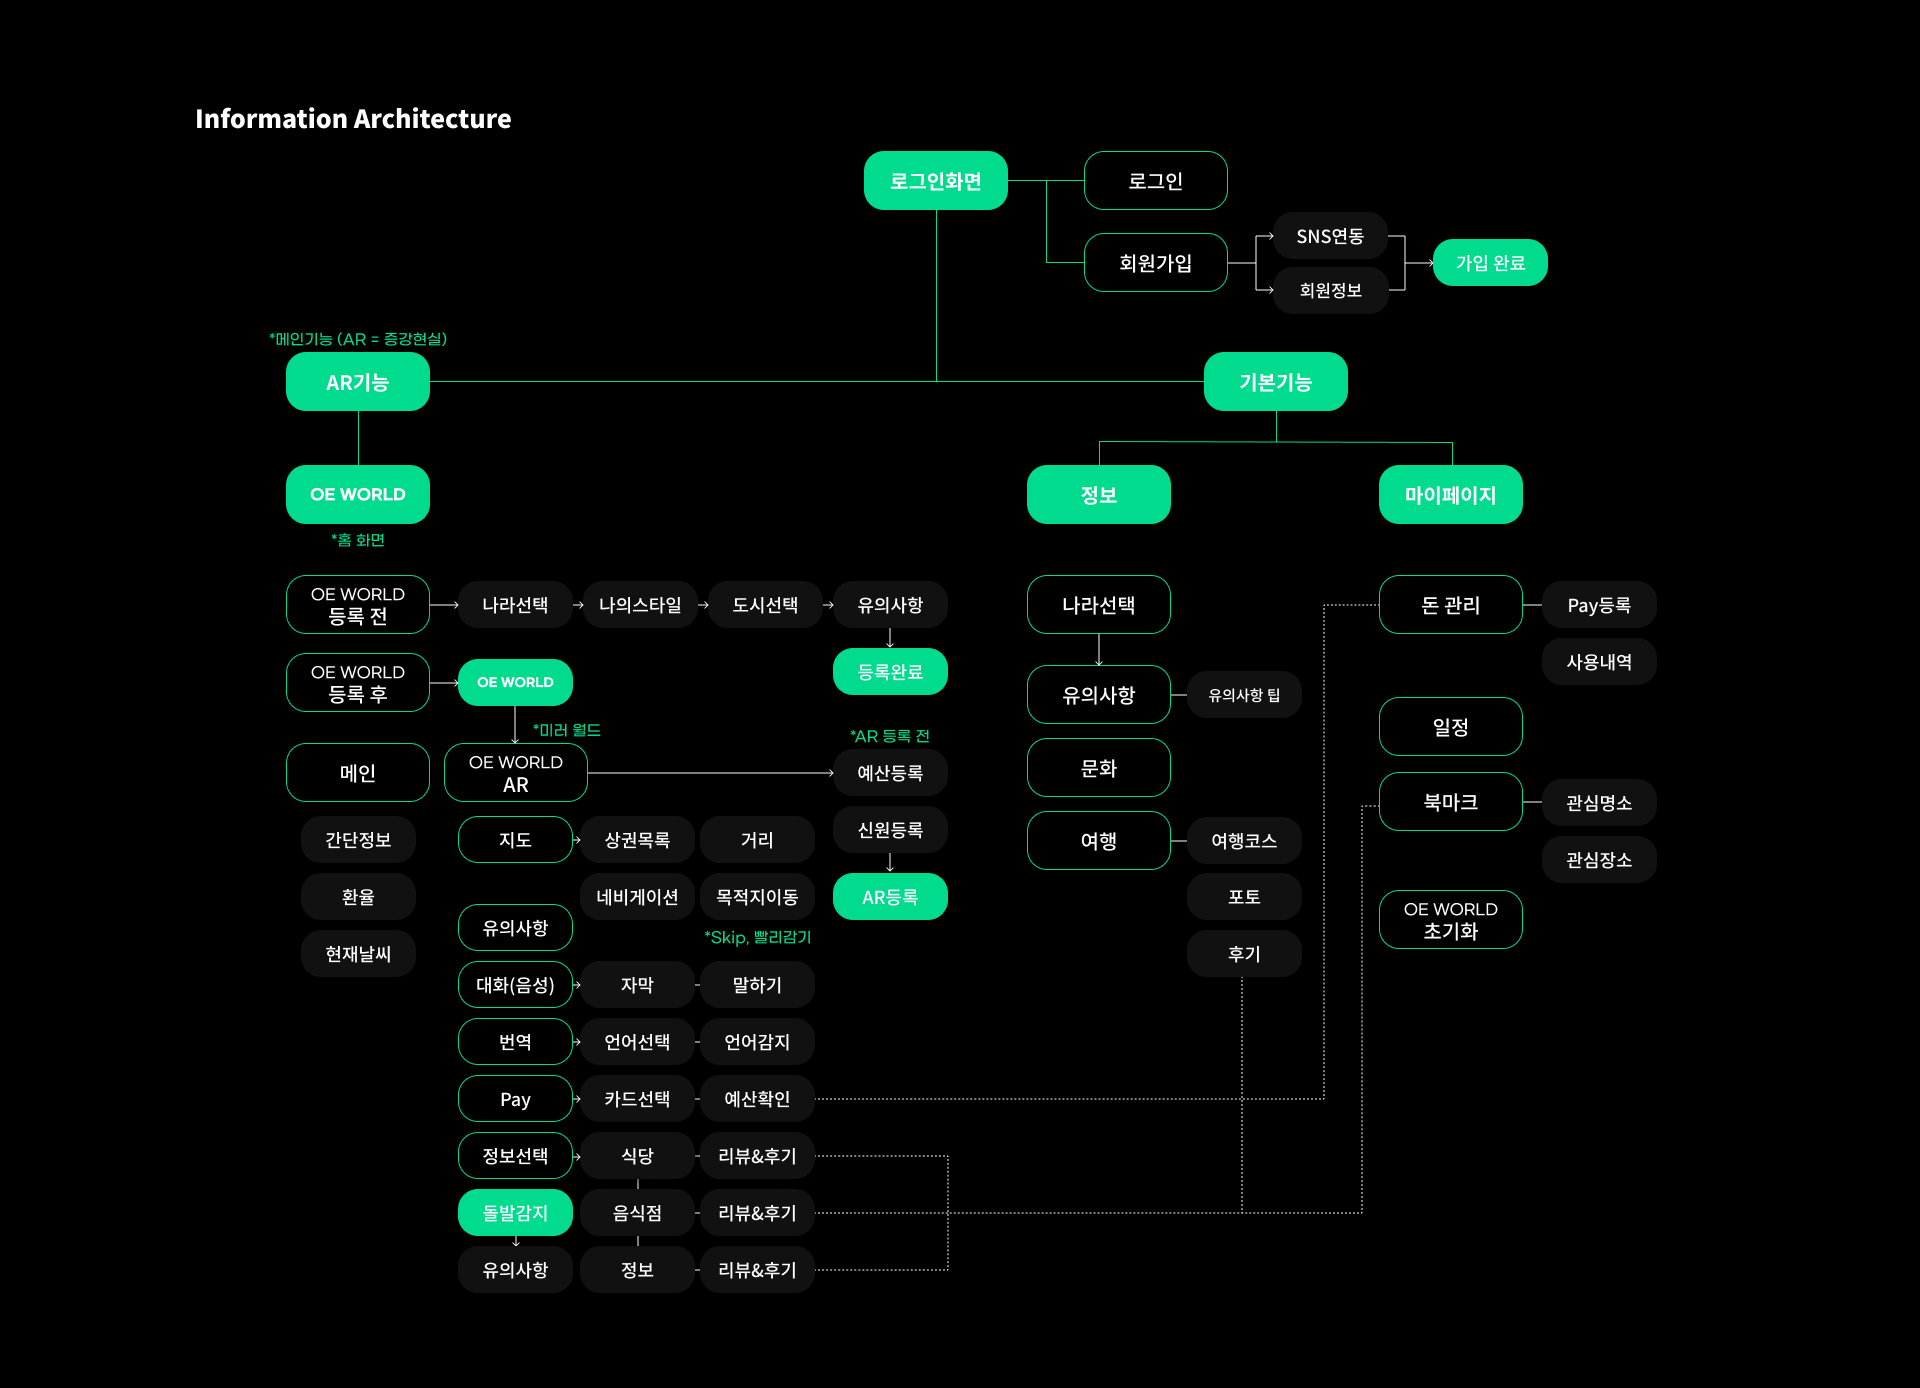 Information Architecture
로그인화면
로그인
회원가입
SNS연동
회원정보
가입 완료
*메인기능 (AR = 증강현실)
AR기능
기본기능
OE WORLD
*홈 화면
정보
마이페이지
OE WORLD
등록 전
나라선택
나의스타일
도시선택
유의사항
등록완료
OE WORLD
등록 후
OE WORLD
*미러 월드
메인
OE WORLD
AR
*AR 등록 전
예산등록
신원등록
AR등록
간단정보
환율
현재날씨
지도
상권목록
거리
네비게이션
목적지이동
*Skip, 빨리감기
유의사항
대화(음성)
자막
말하기
번역
언어선택
언어감지
Pay
카드선택
예산확인
정보선택
식당
리뷰&후기
돌발감지
음식점
리뷰&후기
유의사항
정보
리뷰&후기
나라선택
유의사항
유의사항 팁
문화
여행
여행코스
포토
후기
돈 관리
Pay등록
사용내역
일정
북마크
관심명소
관심장소
OE WORLD
초기화